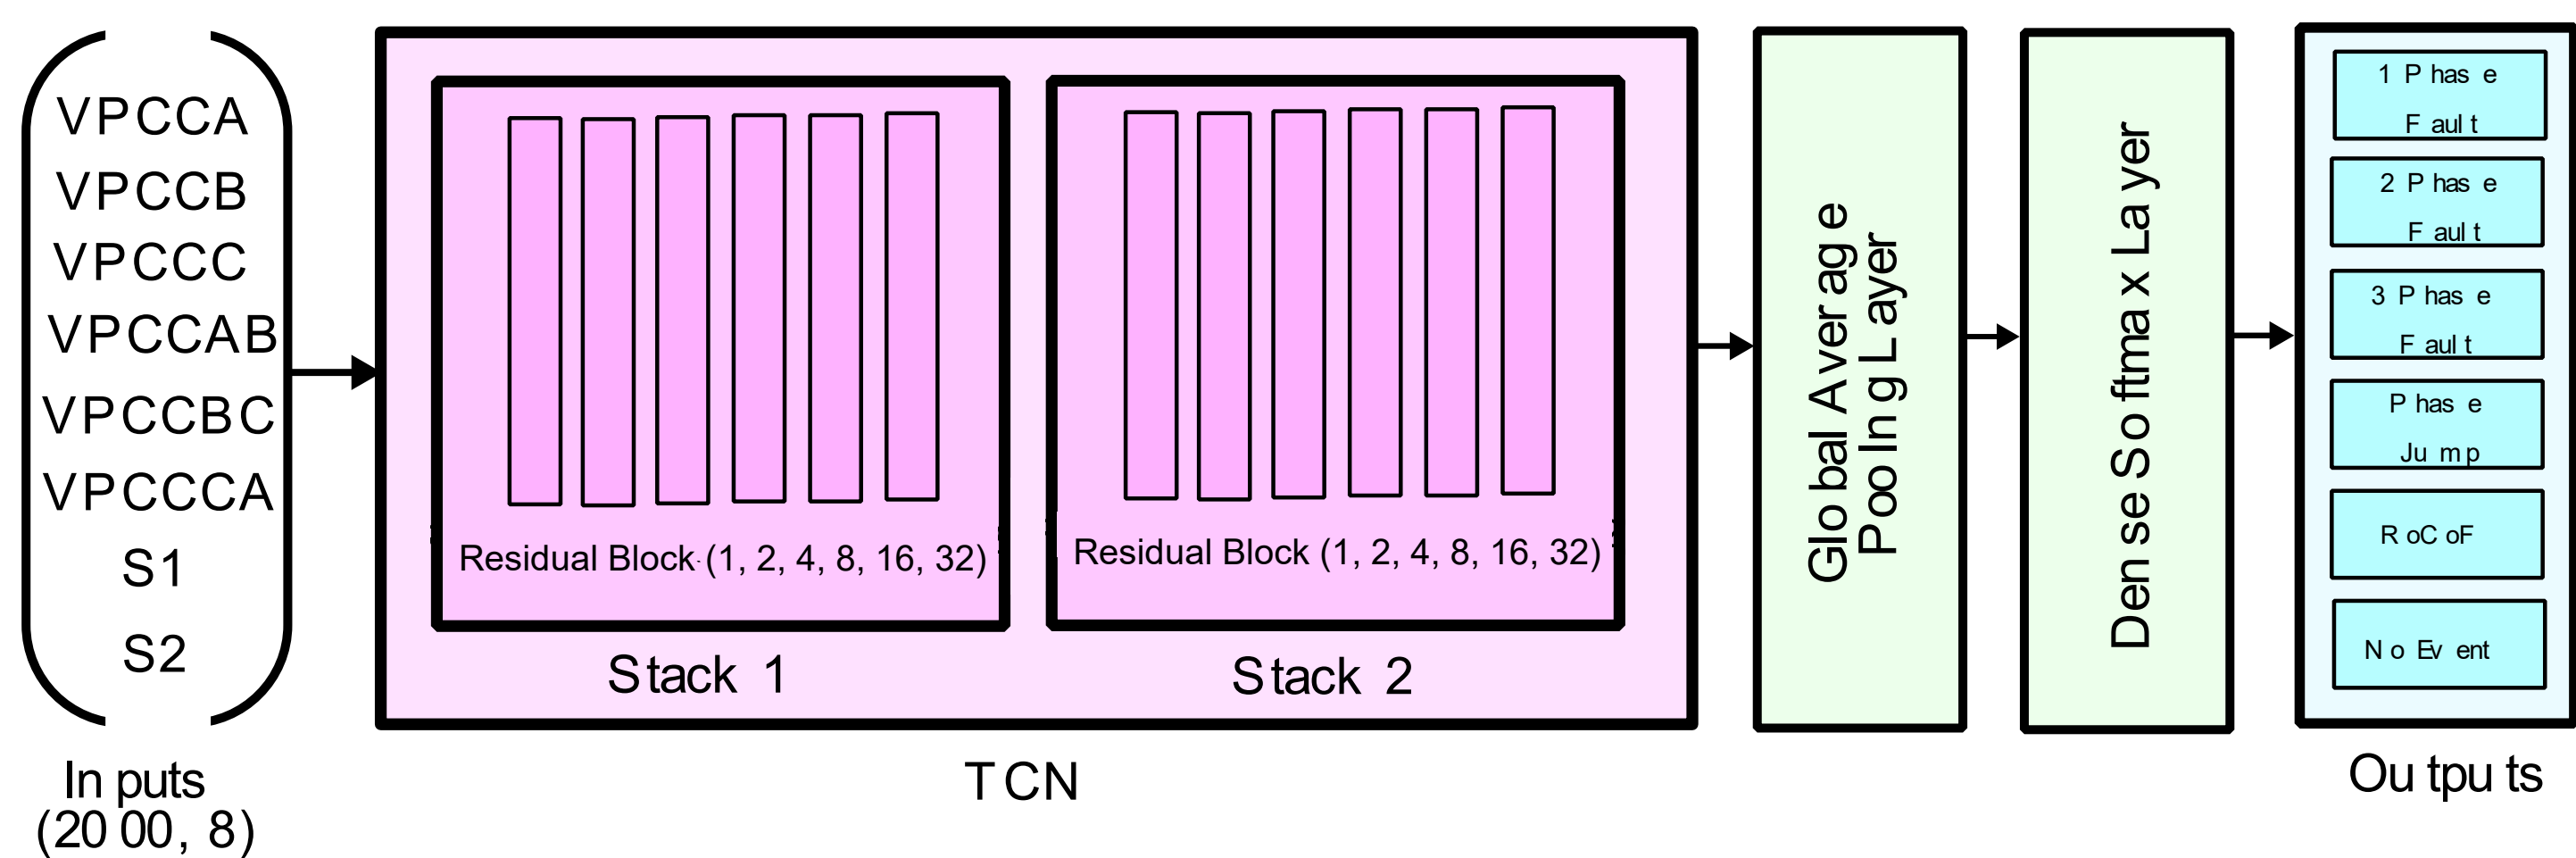 VPCCA
VPCCB
VPCCC
VPCCAB
VPCCBC
VPCCCA
S1
S2
Inputs
(2000, 8)
Residual Block (1, 2, 4, 8, 16, 32)
Stack 1
Residual Block (1, 2, 4, 8, 16, 32)
Stack 2
TCN
Global Average
PooIng Layer
Dense Softmax Layer
1 Phase
Fault
2 Phase
Fault
3 Phase
Fault
Phase
Jump
RoCoF
No Event
Outputs